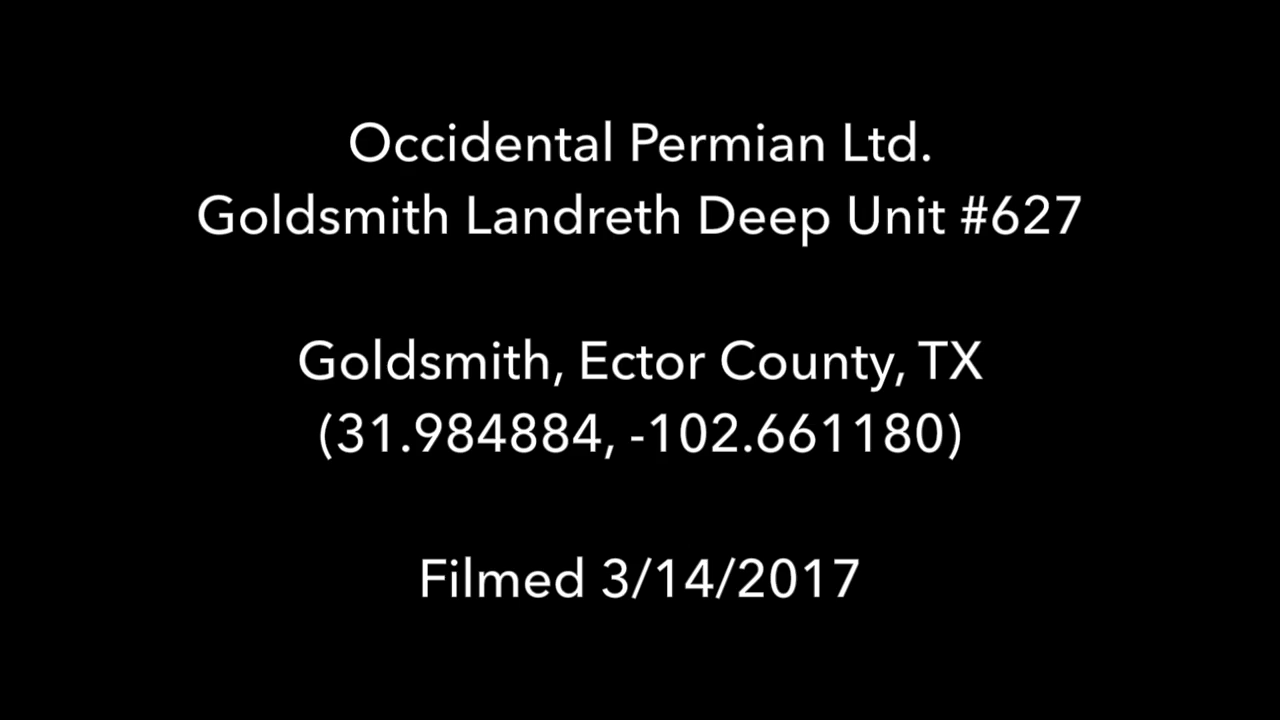 Occidental Permian Ltd.
Goldsmith Landreth Deep Unit #627
Goldsmith, Ector County, TX
(31.984884, -102.661180)
Filmed 3/14/2017